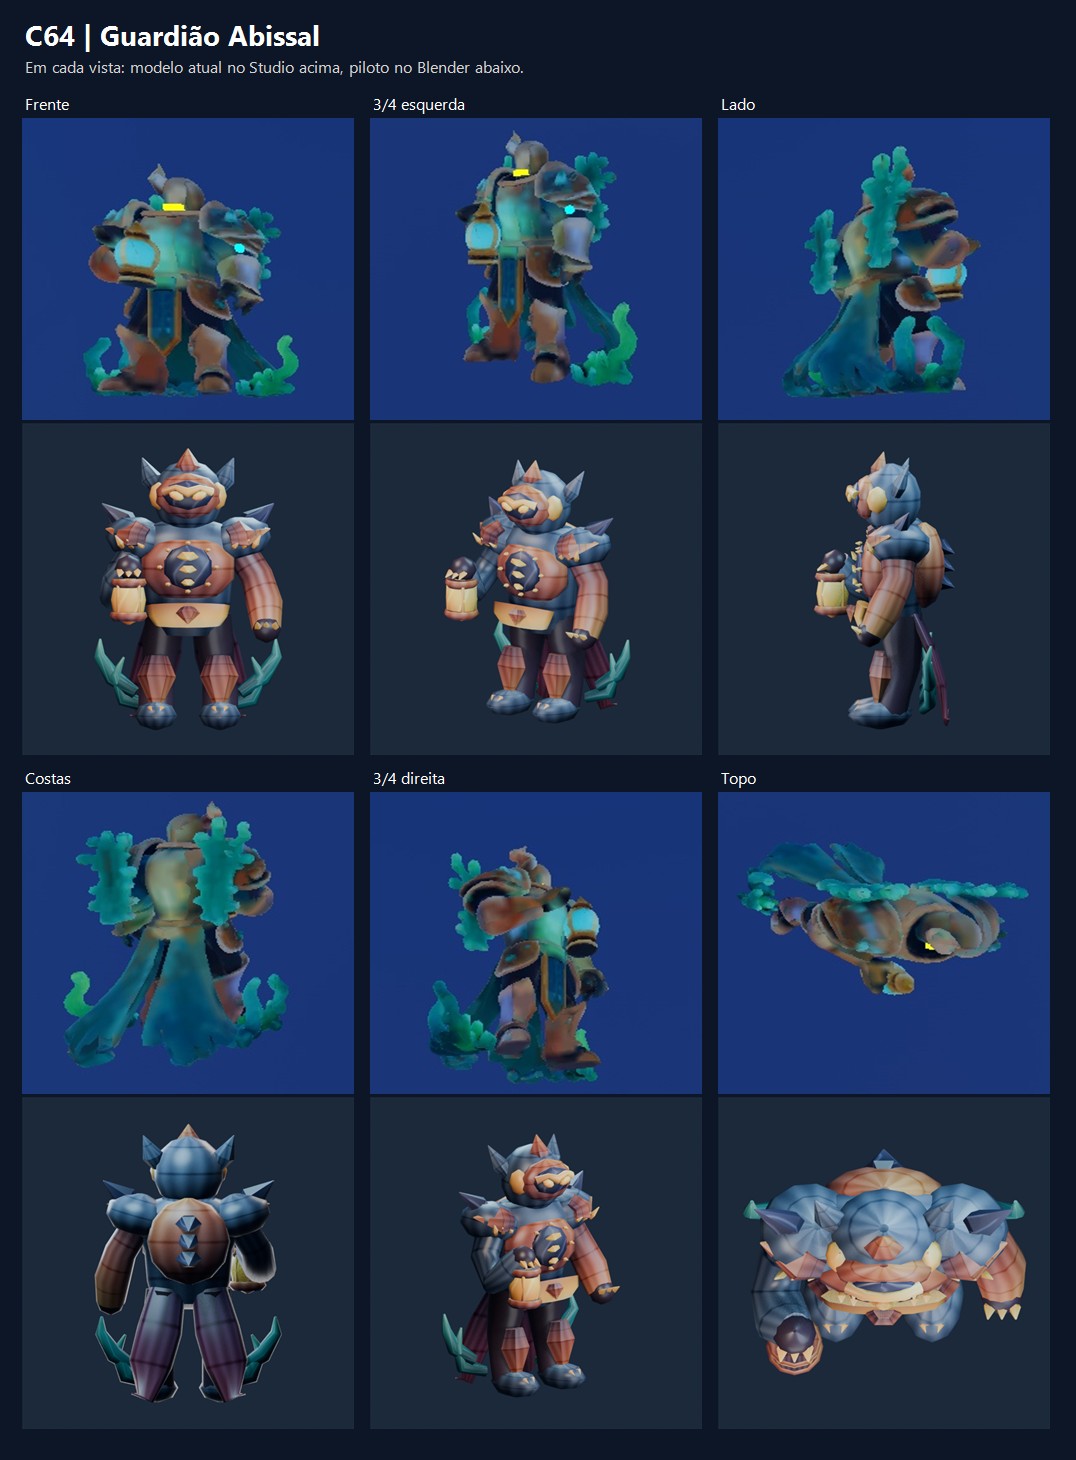 C64 | Guardião Abissal
Em cada vista: modelo atual no Studio acima, piloto no Blender abaixo.
Frente
3/4 esquerda
Lado
Costas
3/4 direita
Topo